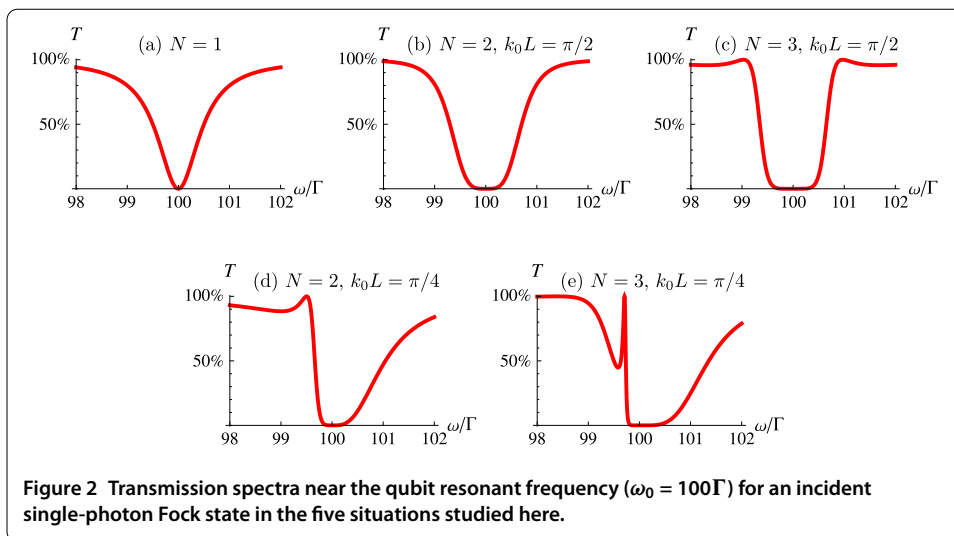 T
(a) N = 1
100%
50%
98 99 100 101 102
ω/Γ
T
(b) N = 2, k₀L = π/2
100%
50%
98 99 100 101 102
ω/Γ
T
(c) N = 3, k₀L = π/2
100%
50%
98 99 100 101 102
ω/Γ
T
(d) N = 2, k₀L = π/4
100%
50%
98 99 100 101 102
ω/Γ
T
(e) N = 3, k₀L = π/4
100%
50%
98 99 100 101 102
ω/Γ
Figure 2 Transmission spectra near the qubit resonant frequency (ω₀ = 100Γ) for an incident
single-photon Fock state in the five situations studied here.